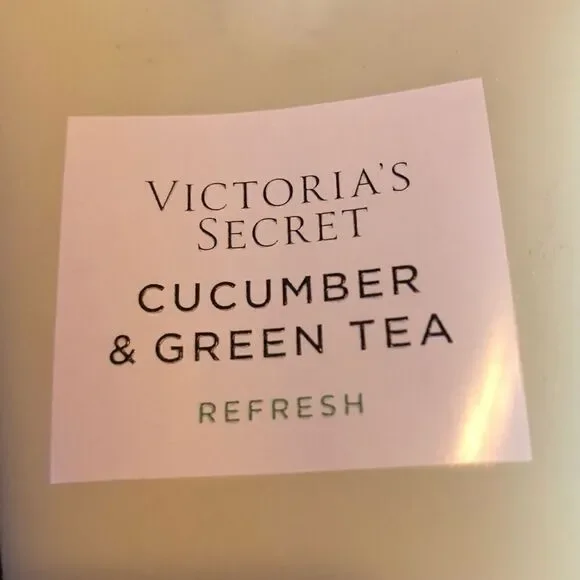 VICTORIA'S
SECRET
CUCUMBER
& GREEN TEA
REFRESH